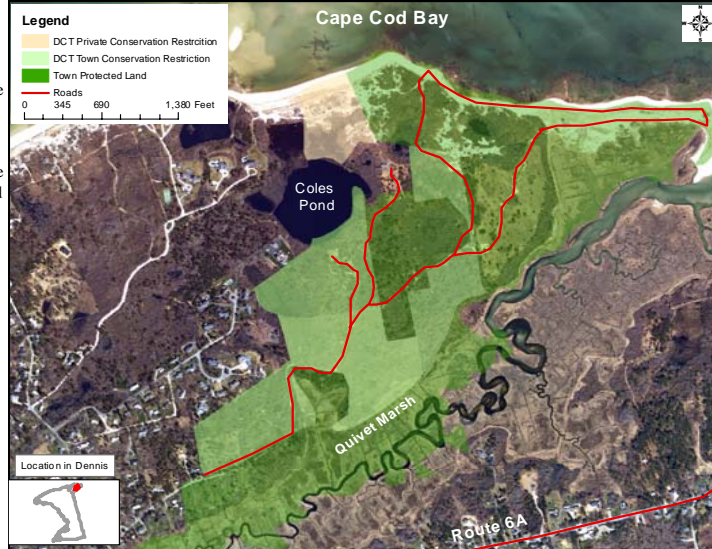 Cape Cod Bay
N
W
E
S
Legend
DCT Private Conservation Restrcition
DCT Town Conservation Restriction
Town Protected Land
Roads
0 345 690 1,380 Feet
Coles
Pond
Quivet Marsh
Location in Dennis
Route 6A